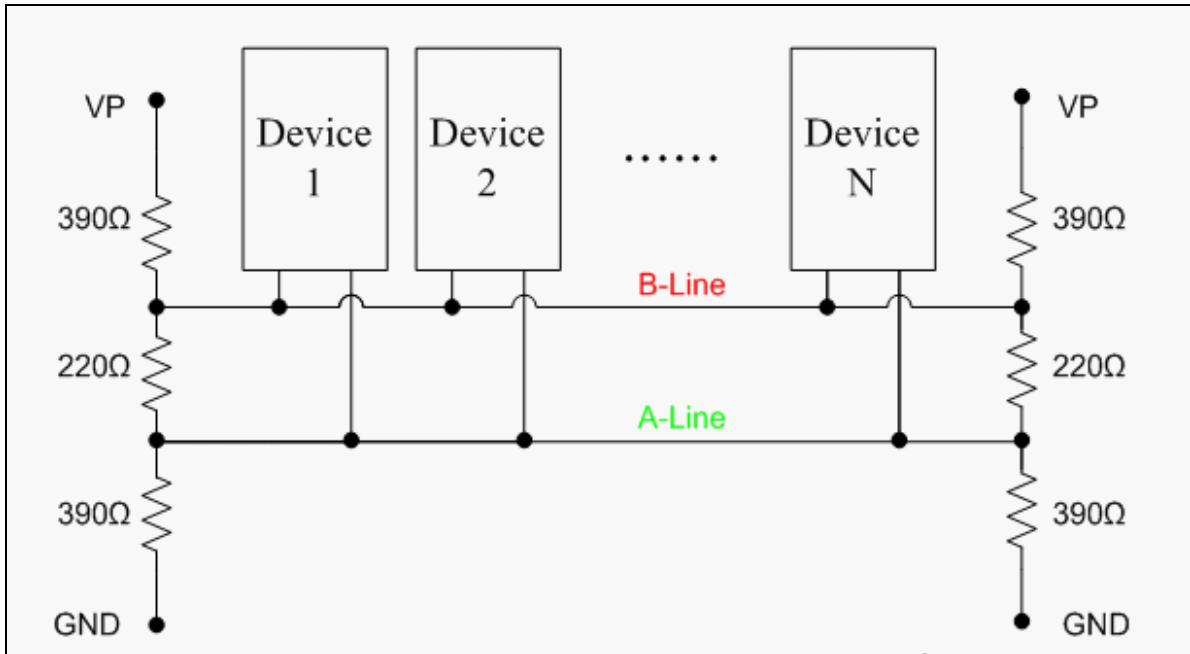 VP
Device
1
Device
2
......
Device
N
VP
390Ω
390Ω
B-Line
220Ω
220Ω
A-Line
390Ω
390Ω
GND
GND